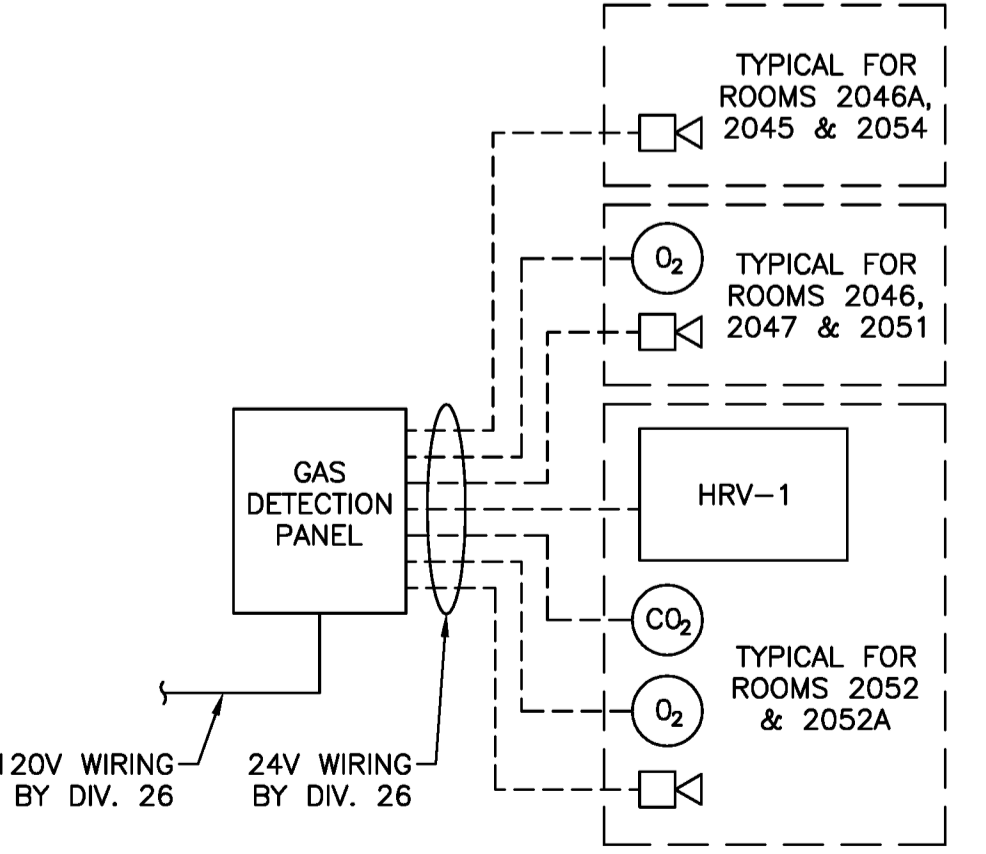 TYPICAL FOR
ROOMS 2046A,
2045 & 2054
O₂
TYPICAL FOR
ROOMS 2046,
2047 & 2051
GAS
DETECTION
PANEL
HRV-1
CO₂
TYPICAL FOR
ROOMS 2052
& 2052A
O₂
120V WIRING
BY DIV. 26
24V WIRING
BY DIV. 26